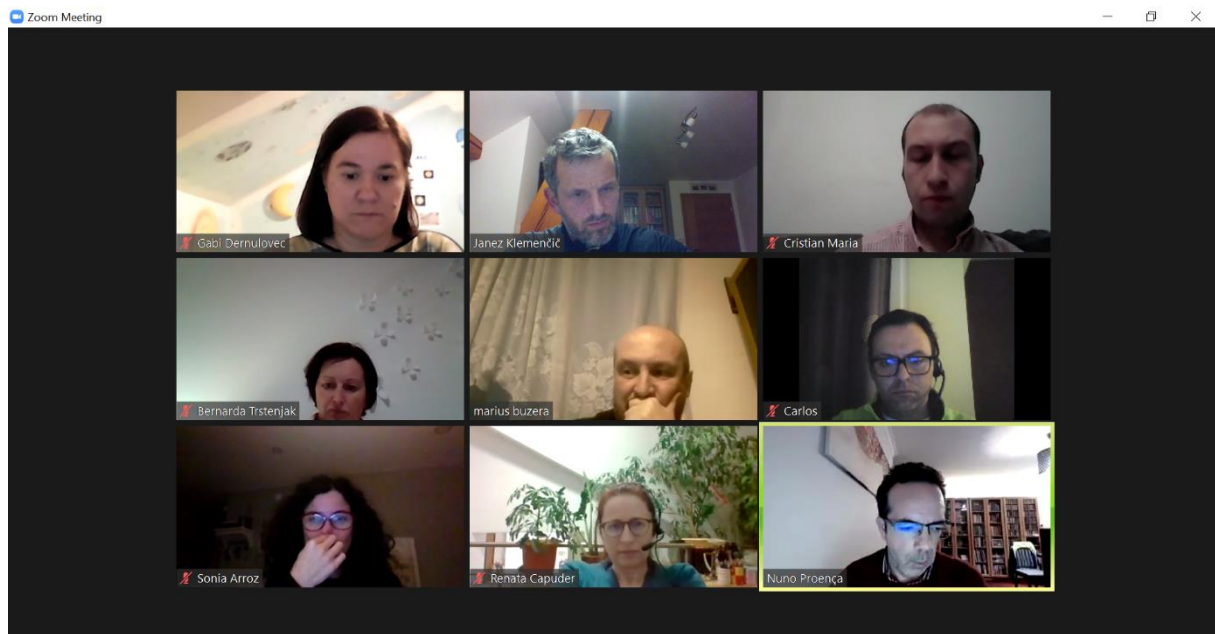 Zoom Meeting
Gabi Dernulovec
Janez Klemenčič
Cristian Maria
Bernarda Trstenjak
marius buzera
Carlos
Sonia Arroz
Renata Capuder
Nuno Proença